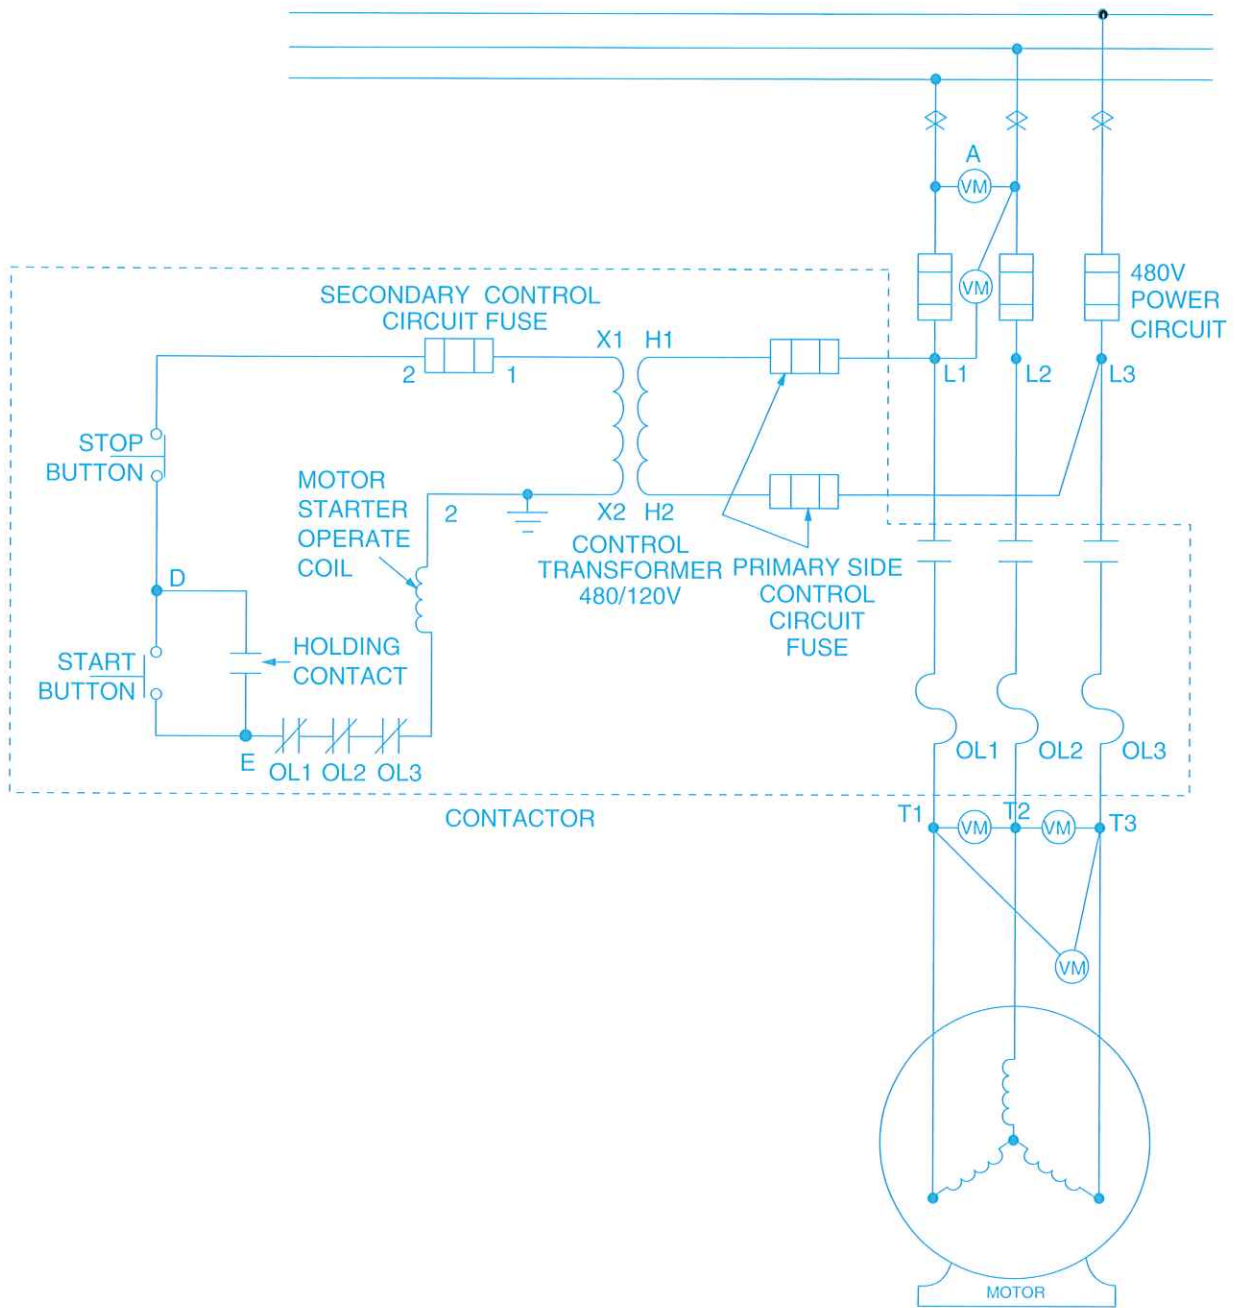 A
VM
VM
480V
POWER
CIRCUIT
SECONDARY CONTROL
CIRCUIT FUSE
X1 H1
2 1
L1 L2 L3
STOP
BUTTON
MOTOR
STARTER
OPERATE
COIL
2
X2 H2
CONTROL
TRANSFORMER
480/120V
PRIMARY SIDE
CONTROL
CIRCUIT
FUSE
D
START
BUTTON
HOLDING
CONTACT
E
OL1 OL2 OL3
OL1 OL2 OL3
CONTACTOR
T1 VM T2 VM T3
VM
MOTOR